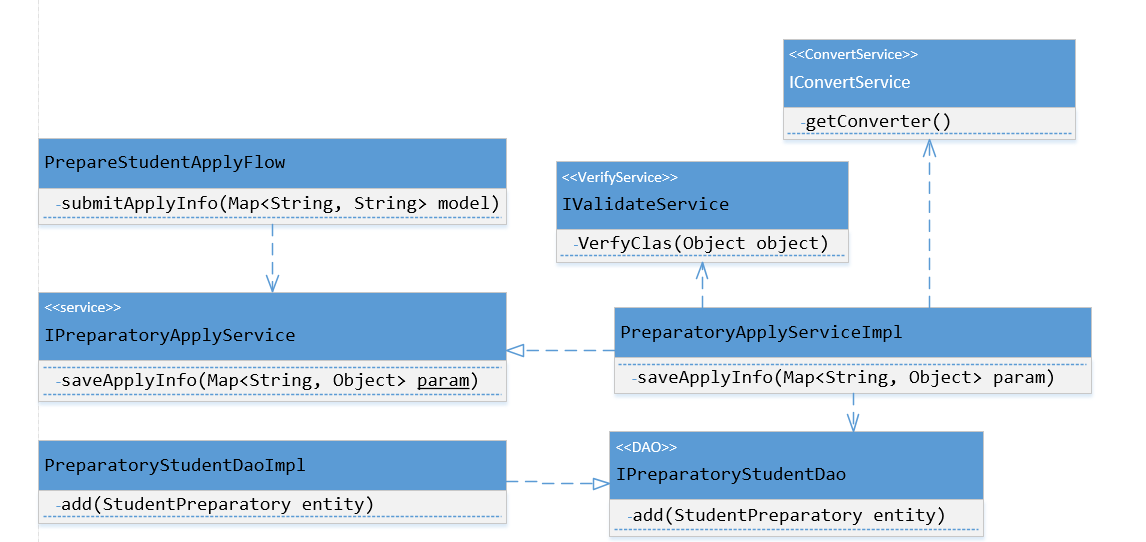 <<ConvertService>>
IConvertService
-getConverter()
PrepareStudentApplyFlow
-submitApplyInfo(Map<String, String> model)
<<VerifyService>>
IValidateService
-VerfyClas(Object object)
<<service>>
IPreparatoryApplyService
-saveApplyInfo(Map<String, Object> param)
PreparatoryApplyServiceImpl
-saveApplyInfo(Map<String, Object> param)
PreparatoryStudentDaoImpl
-add(StudentPreparatory entity)
<<DAO>>
IPreparatoryStudentDao
-add(StudentPreparatory entity)